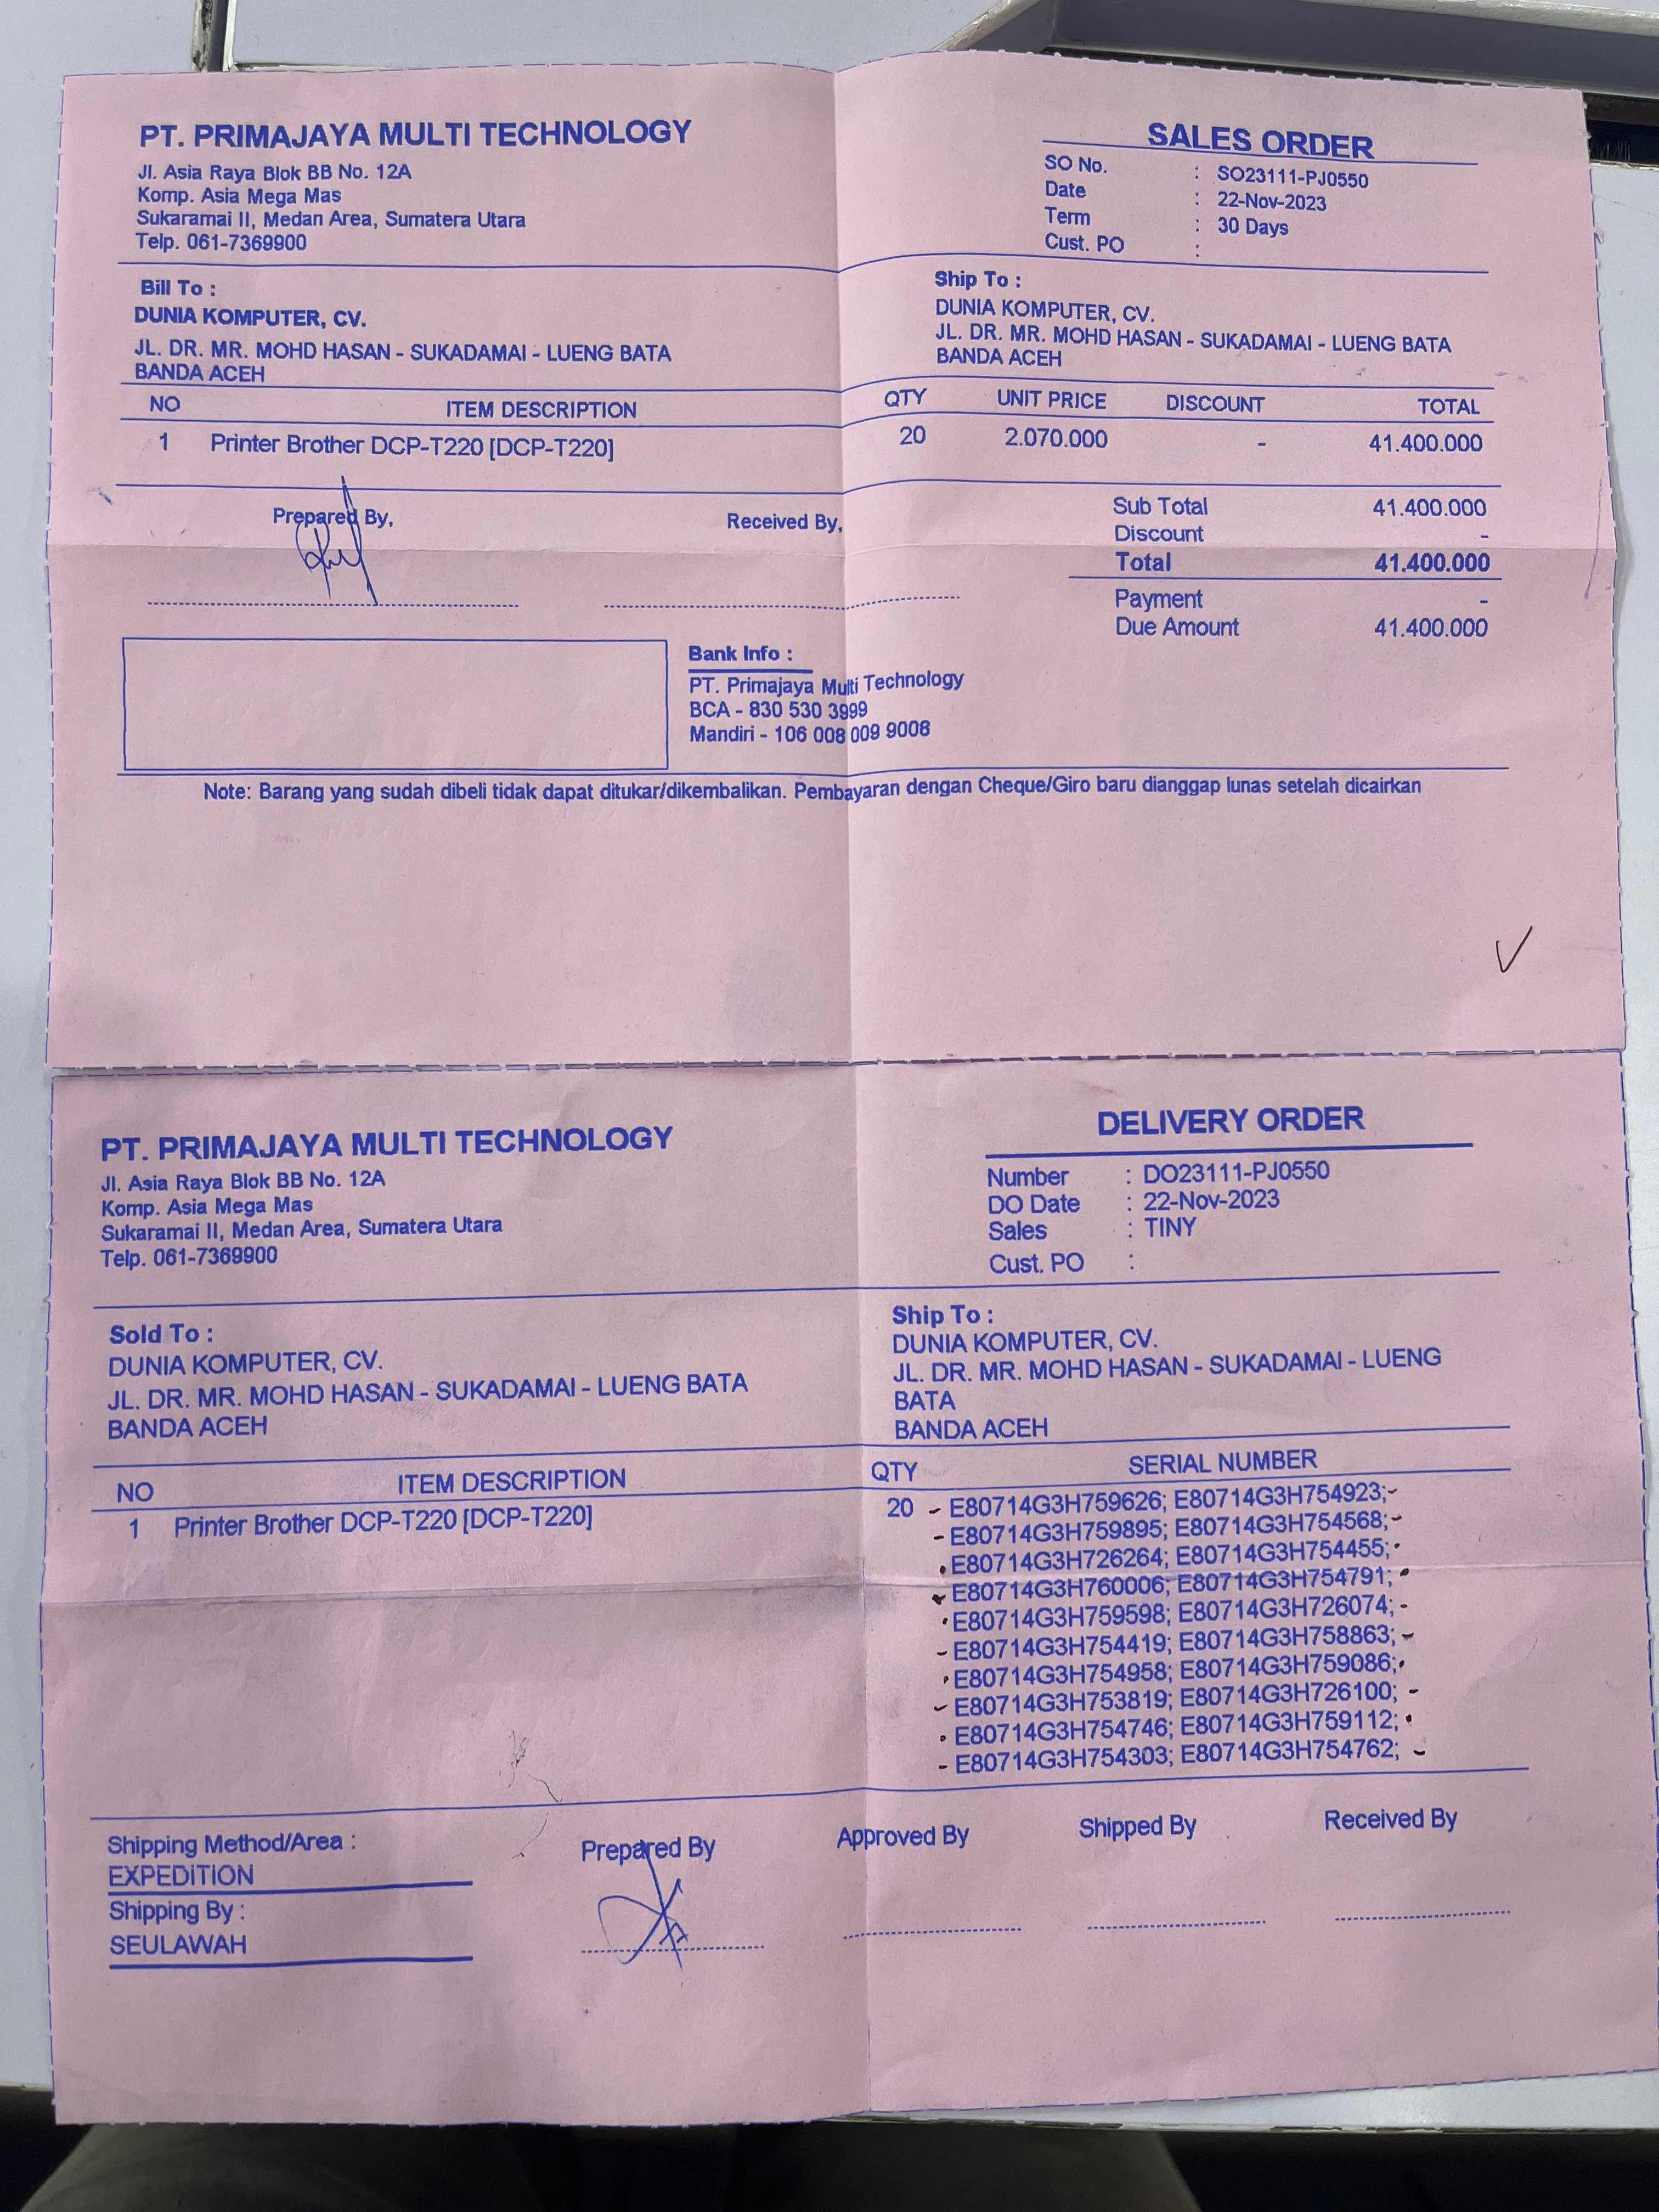 PT. PRIMAJAYA MULTI TECHNOLOGY
Jl. Asia Raya Blok BB No. 12A
Komp. Asia Mega Mas
Sukaramai II, Medan Area, Sumatera Utara
Telp. 061-7369900
SALES ORDER
SO No. : SO23111-PJ0550
Date : 22-Nov-2023
Term : 30 Days
Cust. PO :
Bill To :
DUNIA KOMPUTER, CV.
JL. DR. MR. MOHD HASAN - SUKADAMAI - LUENG BATA
BANDA ACEH
Ship To :
DUNIA KOMPUTER, CV.
JL. DR. MR. MOHD HASAN - SUKADAMAI - LUENG BATA
BANDA ACEH
NO ITEM DESCRIPTION QTY UNIT PRICE DISCOUNT TOTAL
1 Printer Brother DCP-T220 [DCP-T220] 20 2.070.000 - 41.400.000
Prepared By,
Received By,
Sub Total 41.400.000
Discount -
Total 41.400.000
Payment -
Due Amount 41.400.000
Bank Info :
PT. Primajaya Multi Technology
BCA - 830 530 3999
Mandiri - 106 008 009 9008
Note: Barang yang sudah dibeli tidak dapat ditukar/dikembalikan. Pembayaran dengan Cheque/Giro baru dianggap lunas setelah dicairkan
PT. PRIMAJAYA MULTI TECHNOLOGY
Jl. Asia Raya Blok BB No. 12A
Komp. Asia Mega Mas
Sukaramai II, Medan Area, Sumatera Utara
Telp. 061-7369900
DELIVERY ORDER
Number : DO23111-PJ0550
DO Date : 22-Nov-2023
Sales : TINY
Cust. PO :
Sold To :
DUNIA KOMPUTER, CV.
JL. DR. MR. MOHD HASAN - SUKADAMAI - LUENG BATA
BANDA ACEH
Ship To :
DUNIA KOMPUTER, CV.
JL. DR. MR. MOHD HASAN - SUKADAMAI - LUENG
BATA
BANDA ACEH
NO ITEM DESCRIPTION QTY SERIAL NUMBER
1 Printer Brother DCP-T220 [DCP-T220] 20 E80714G3H759626; E80714G3H754923;
E80714G3H759895; E80714G3H754568;
E80714G3H726264; E80714G3H754455;
E80714G3H760006; E80714G3H754791;
E80714G3H759598; E80714G3H726074;
E80714G3H754419; E80714G3H758863;
E80714G3H754958; E80714G3H759086;
E80714G3H753819; E80714G3H726100;
E80714G3H754746; E80714G3H759112;
E80714G3H754303; E80714G3H754762;
Shipping Method/Area :
EXPEDITION
Shipping By :
SEULAWAH
Prepared By
Approved By
Shipped By
Received By